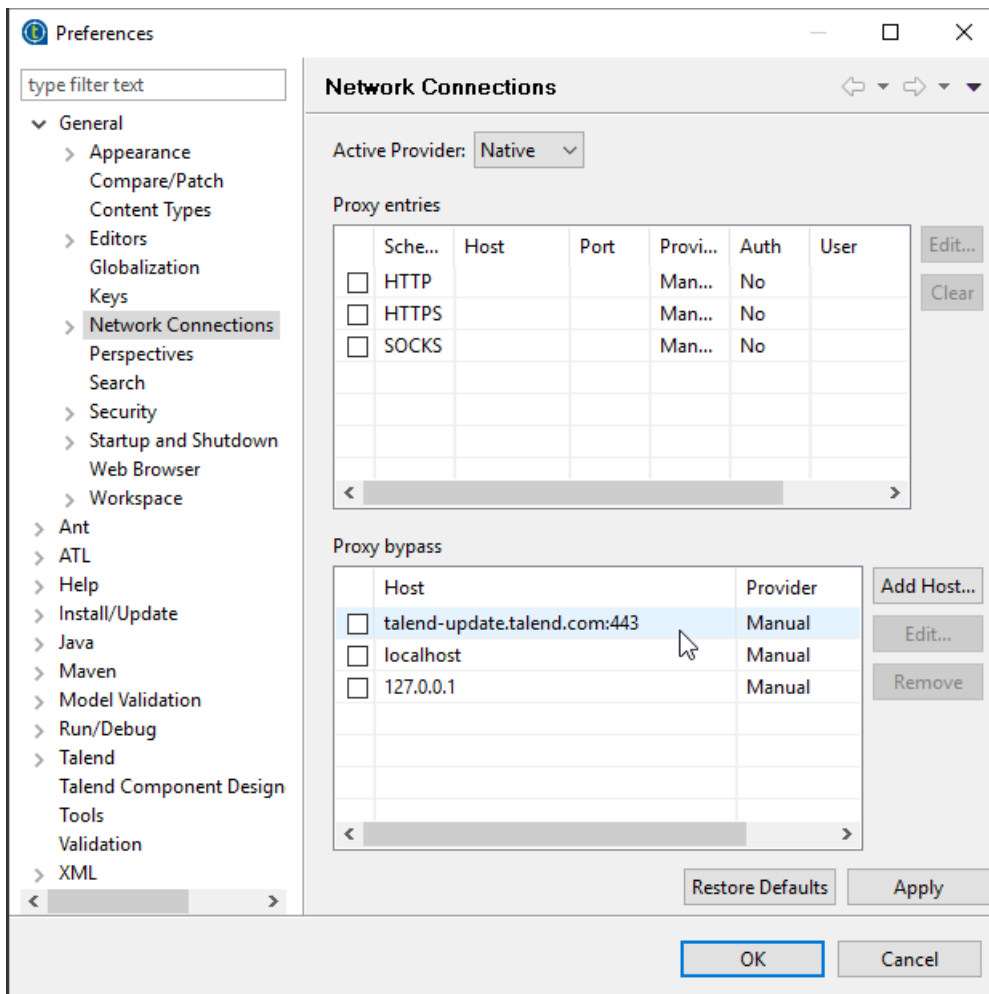 Preferences
type filter text
General
Appearance
Compare/Patch
Content Types
Editors
Globalization
Keys
Network Connections
Perspectives
Search
Security
Startup and Shutdown
Web Browser
Workspace
Ant
ATL
Help
Install/Update
Java
Maven
Model Validation
Run/Debug
Talend
Talend Component Design
Tools
Validation
XML
Network Connections
Active Provider: Native
Proxy entries
Sche... Host Port Provi... Auth User
HTTP Man... No
HTTPS Man... No
SOCKS Man... No
Edit...
Clear
Proxy bypass
Host Provider
talend-update.talend.com:443 Manual
localhost Manual
127.0.0.1 Manual
Add Host...
Edit...
Remove
Restore Defaults Apply
OK Cancel